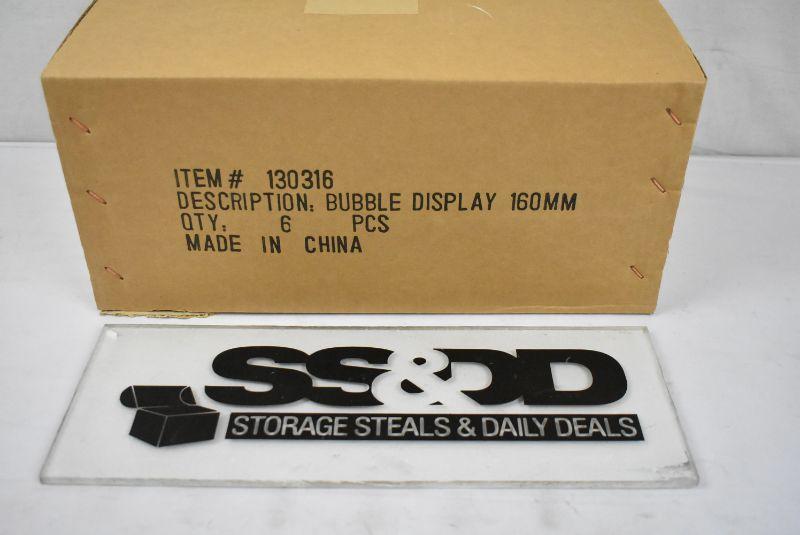 ITEM # 130316
DESCRIPTION: BUBBLE DISPLAY 160MM
QTY: 6 PCS
MADE IN CHINA
SS&DD
STORAGE STEALS & DAILY DEALS